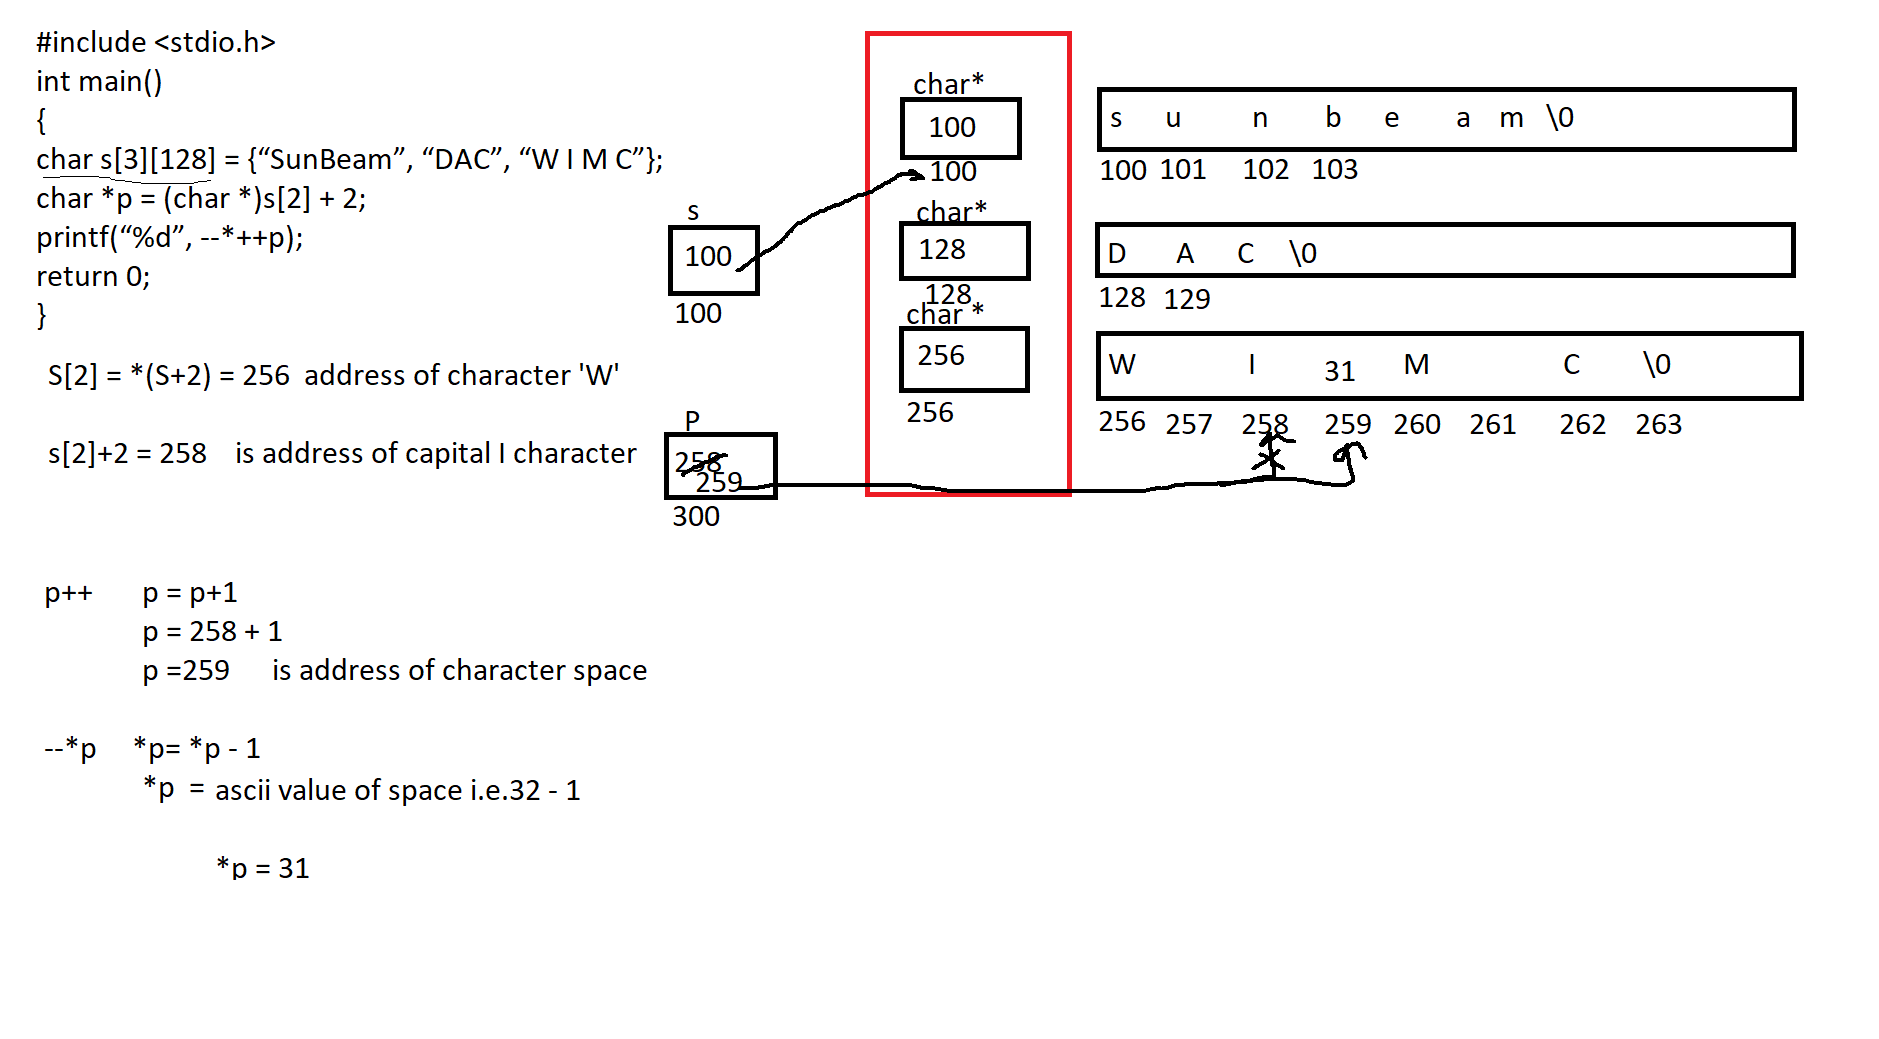 #include <stdio.h>
int main()
{
char s[3][128] = {“SunBeam”, “DAC”, “W I M C”};
char *p = (char *)s[2] + 2;
printf(“%d”, --*++p);
return 0;
}
S[2] = *(S+2) = 256 address of character 'W'
s[2]+2 = 258 is address of capital I character
p++ p = p+1
p = 258 + 1
p =259 is address of character space
--*p *p= *p - 1
*p = ascii value of space i.e.32 - 1
*p = 31
s
100
100
P
258
259
300
char*
100
100
char*
128
128
char *
256
256
s u n b e a m \0
100 101 102 103
D A C \0
128 129
W I 31 M C \0
256 257 258 259 260 261 262 263